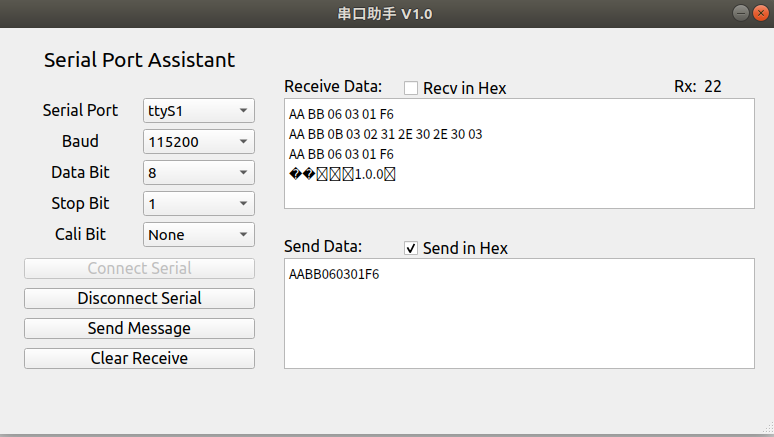 串口助手 V1.0
Serial Port Assistant
Receive Data:
Recv in Hex
Rx: 22
Serial Port
ttyS1
Baud
115200
Data Bit
8
Stop Bit
1
Cali Bit
None
AA BB 06 03 01 F6
AA BB 0B 03 02 31 2E 30 2E 30 03
AA BB 06 03 01 F6
��1.0.0
Send Data:
Send in Hex
AABB060301F6
Connect Serial
Disconnect Serial
Send Message
Clear Receive